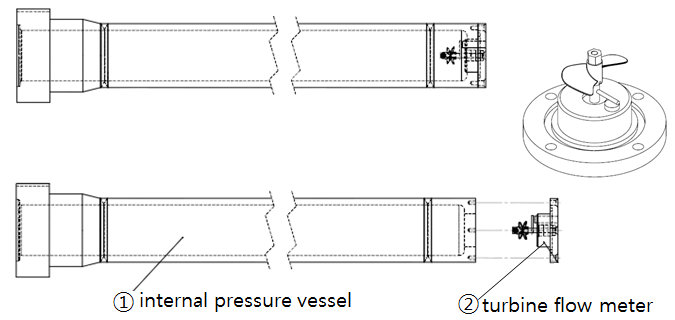 ① internal pressure vessel
② turbine flow meter